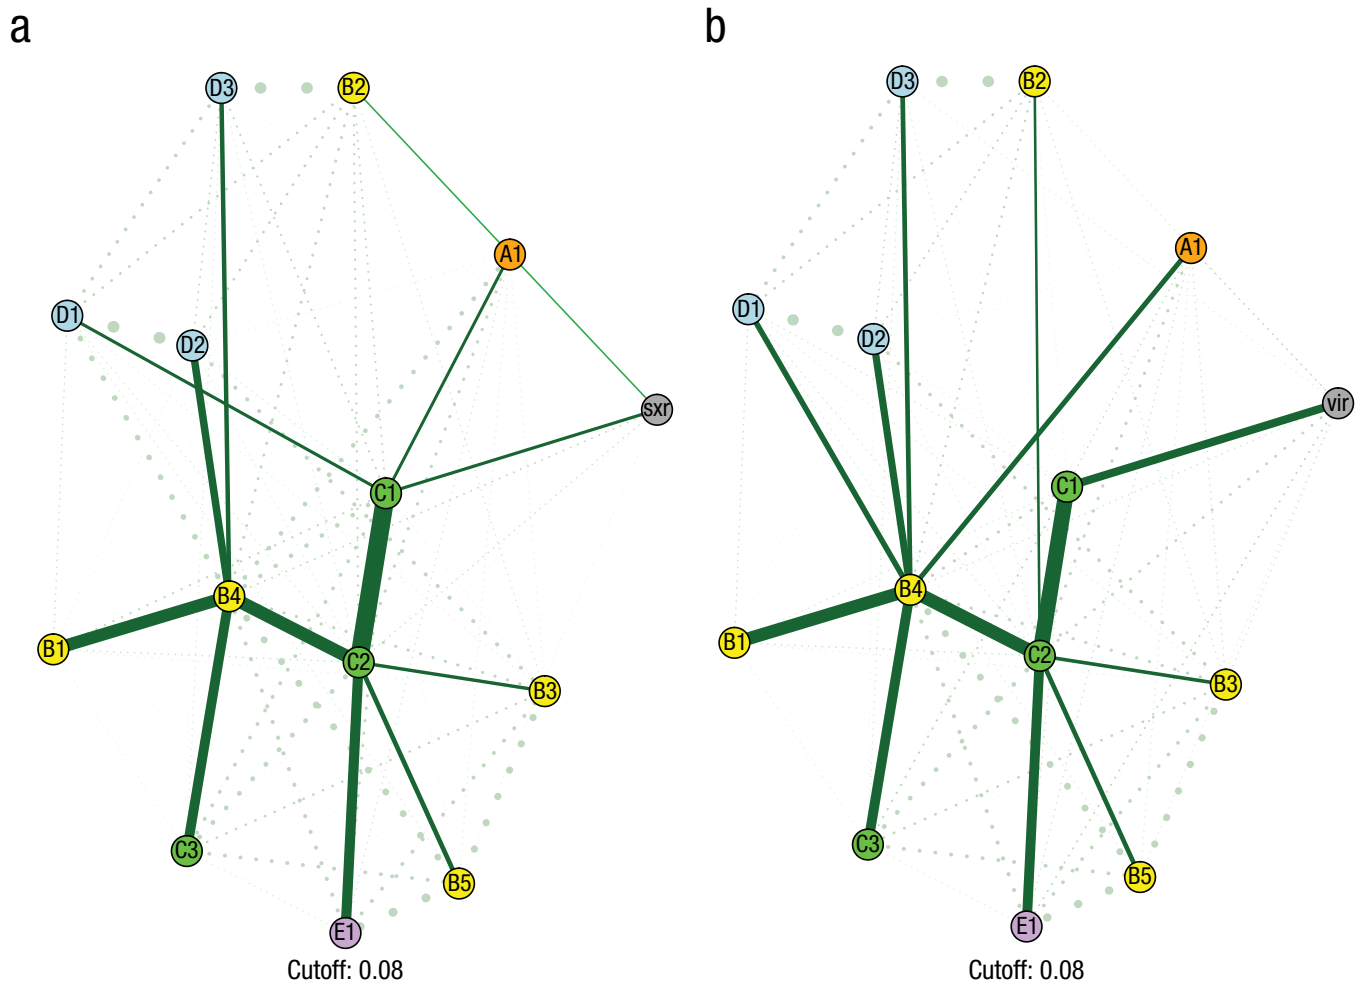 a
D3
B2
A1
D1
D2
sxr
C1
B4
B1
C2
B3
C3
B5
E1
Cutoff: 0.08
b
D3
B2
A1
D1
D2
vir
C1
B4
B1
C2
B3
C3
B5
E1
Cutoff: 0.08